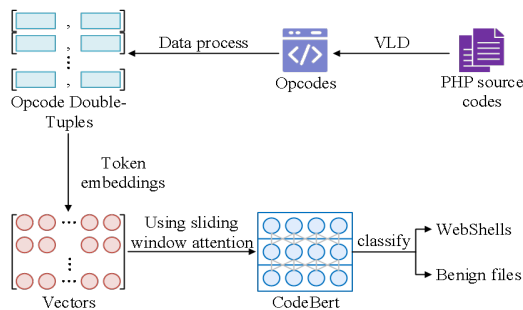 Data process
VLD
Opcodes
PHP source
codes
Opcode Double-
Tuples
Token
embeddings
Using sliding
window attention
classify
WebShells
Benign files
Vectors
CodeBert